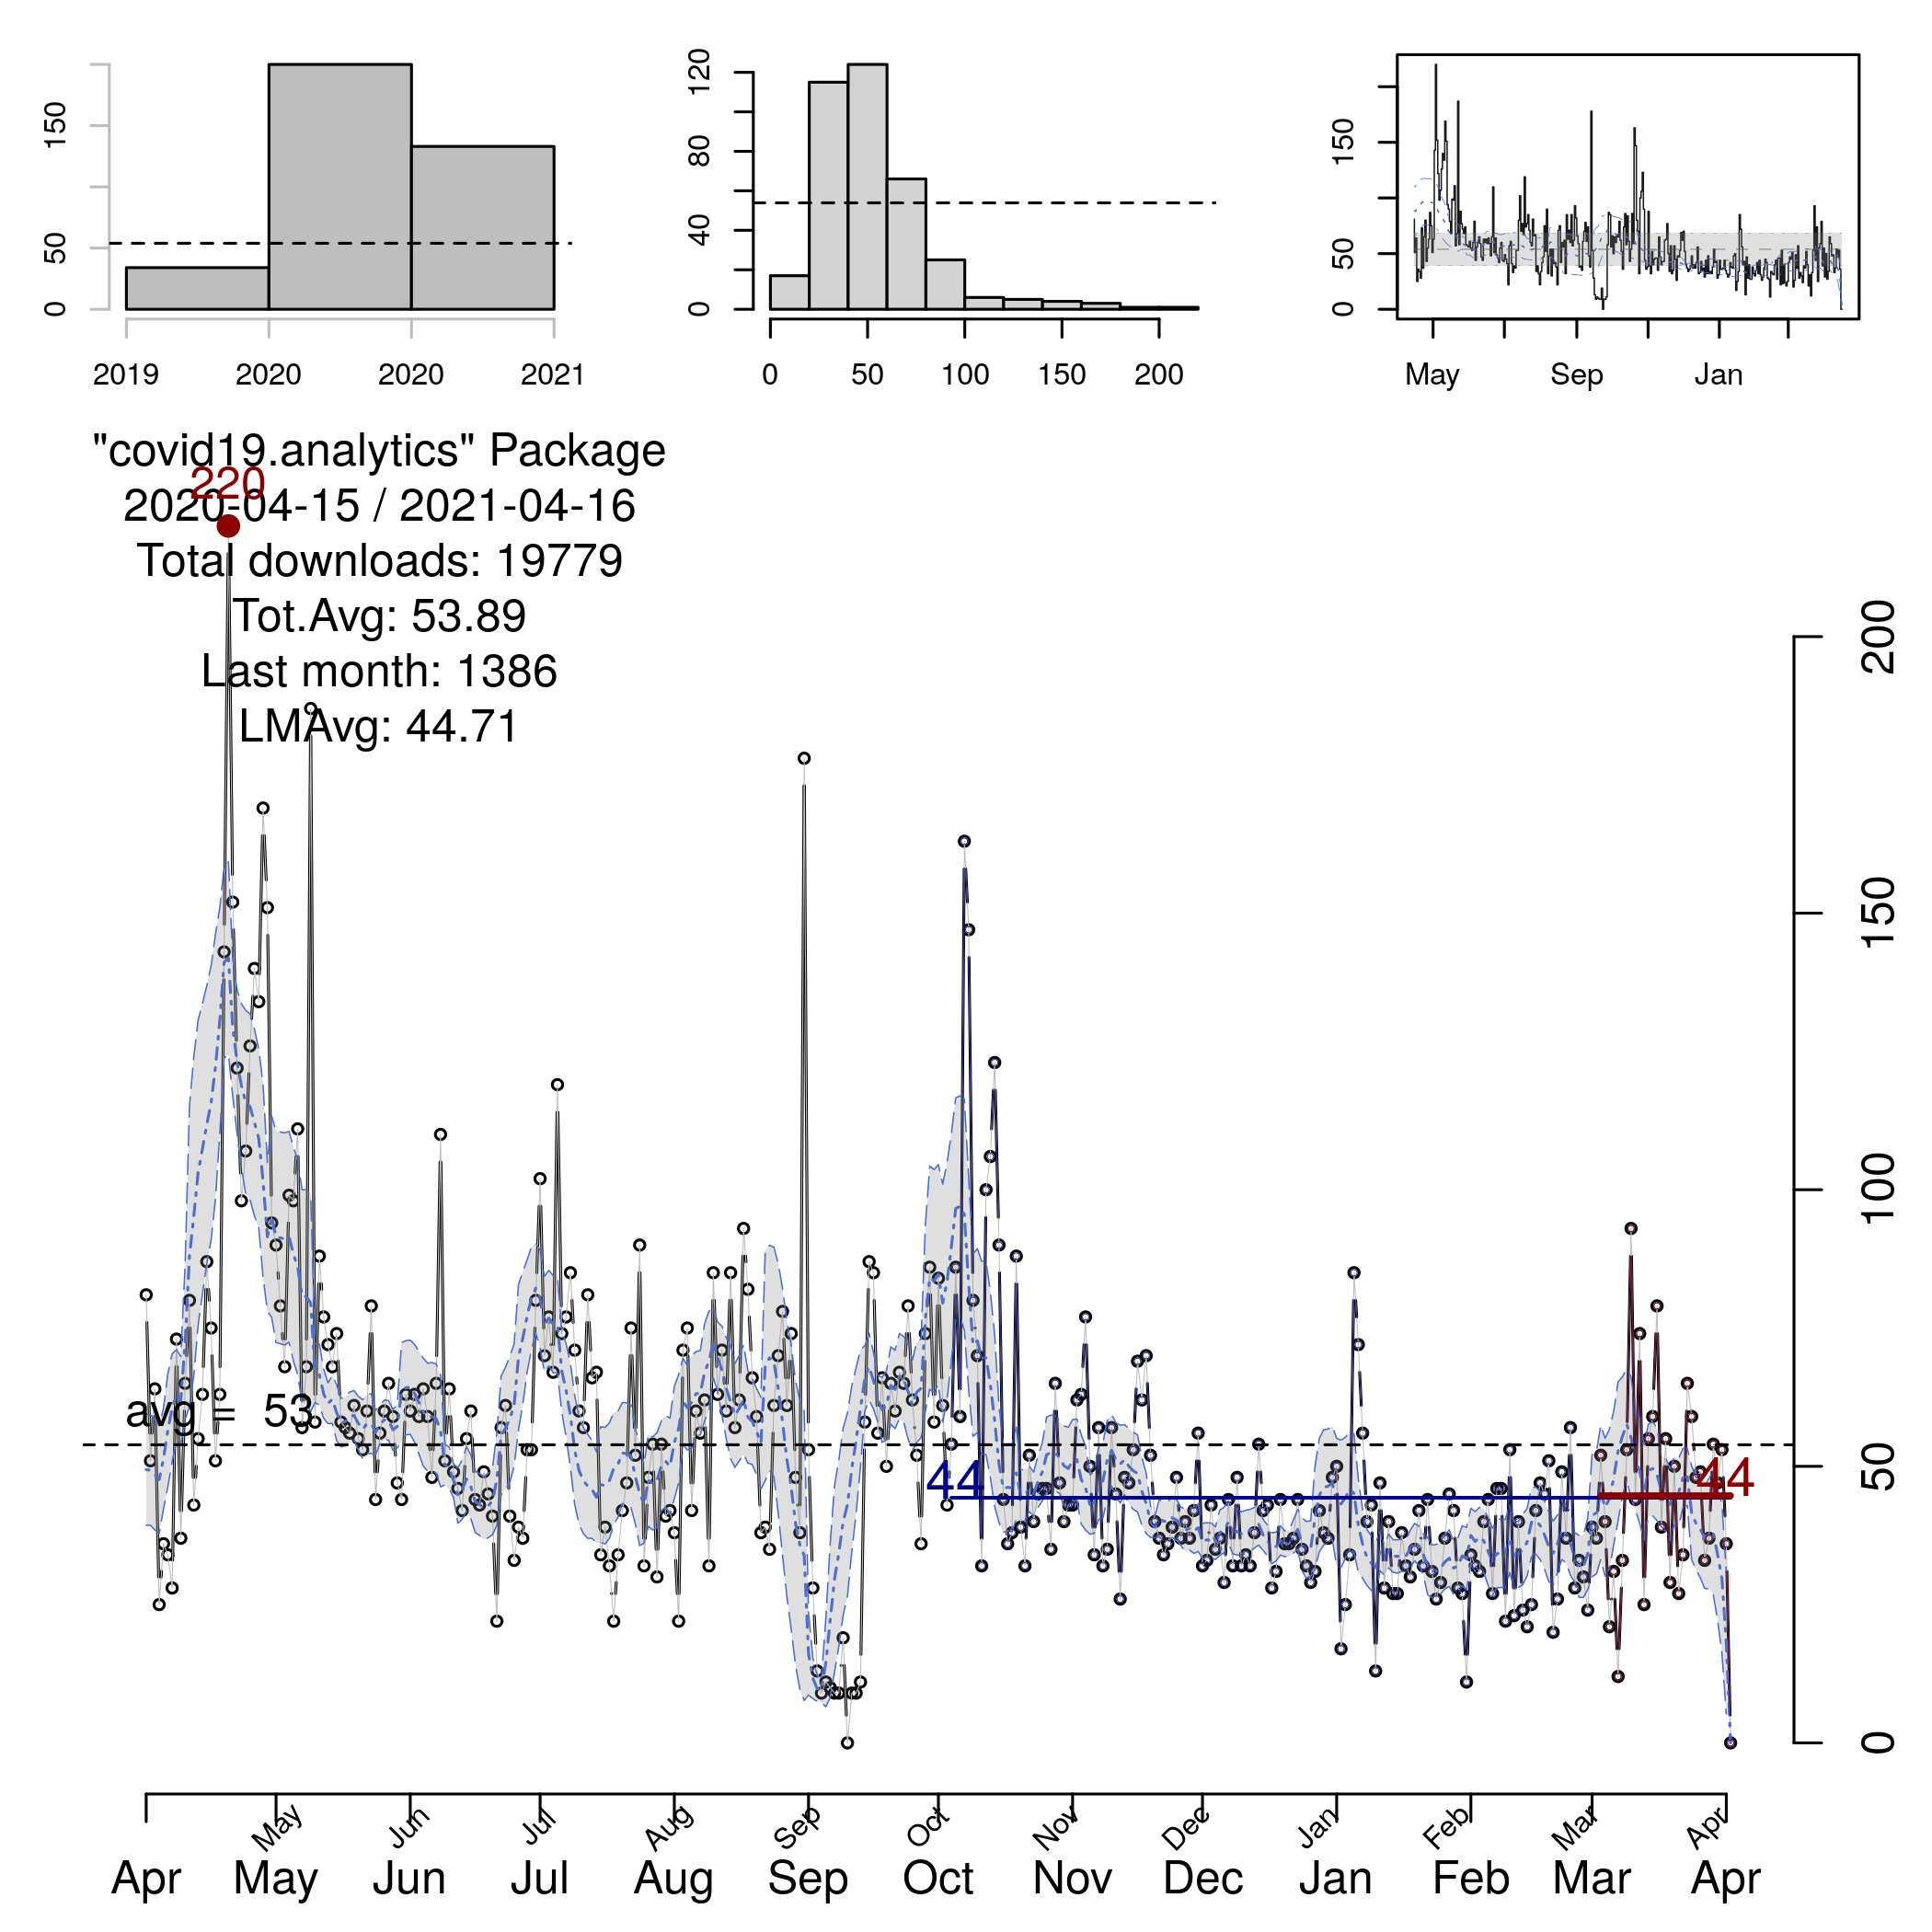 150
50
0
2019 2020 2020 2021
120
80
40
0
0 50 100 150 200
150
50
0
May Sep Jan
"covid19.analytics" Package
220
2020-04-15 / 2021-04-16
Total downloads: 19779
Tot.Avg: 53.89
Last month: 1386
LMAvg: 44.71
200
150
100
50
0
avg = 53
44
44
May Jun Jul Aug Sep Oct Nov Dec Jan Feb Mar Apr
Apr May Jun Jul Aug Sep Oct Nov Dec Jan Feb Mar Apr